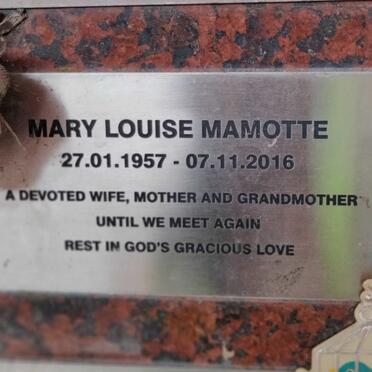 MARY LOUISE MAMOTTE
27.01.1957 - 07.11.2016
A DEVOTED WIFE, MOTHER AND GRANDMOTHER
UNTIL WE MEET AGAIN
REST IN GOD'S GRACIOUS LOVE